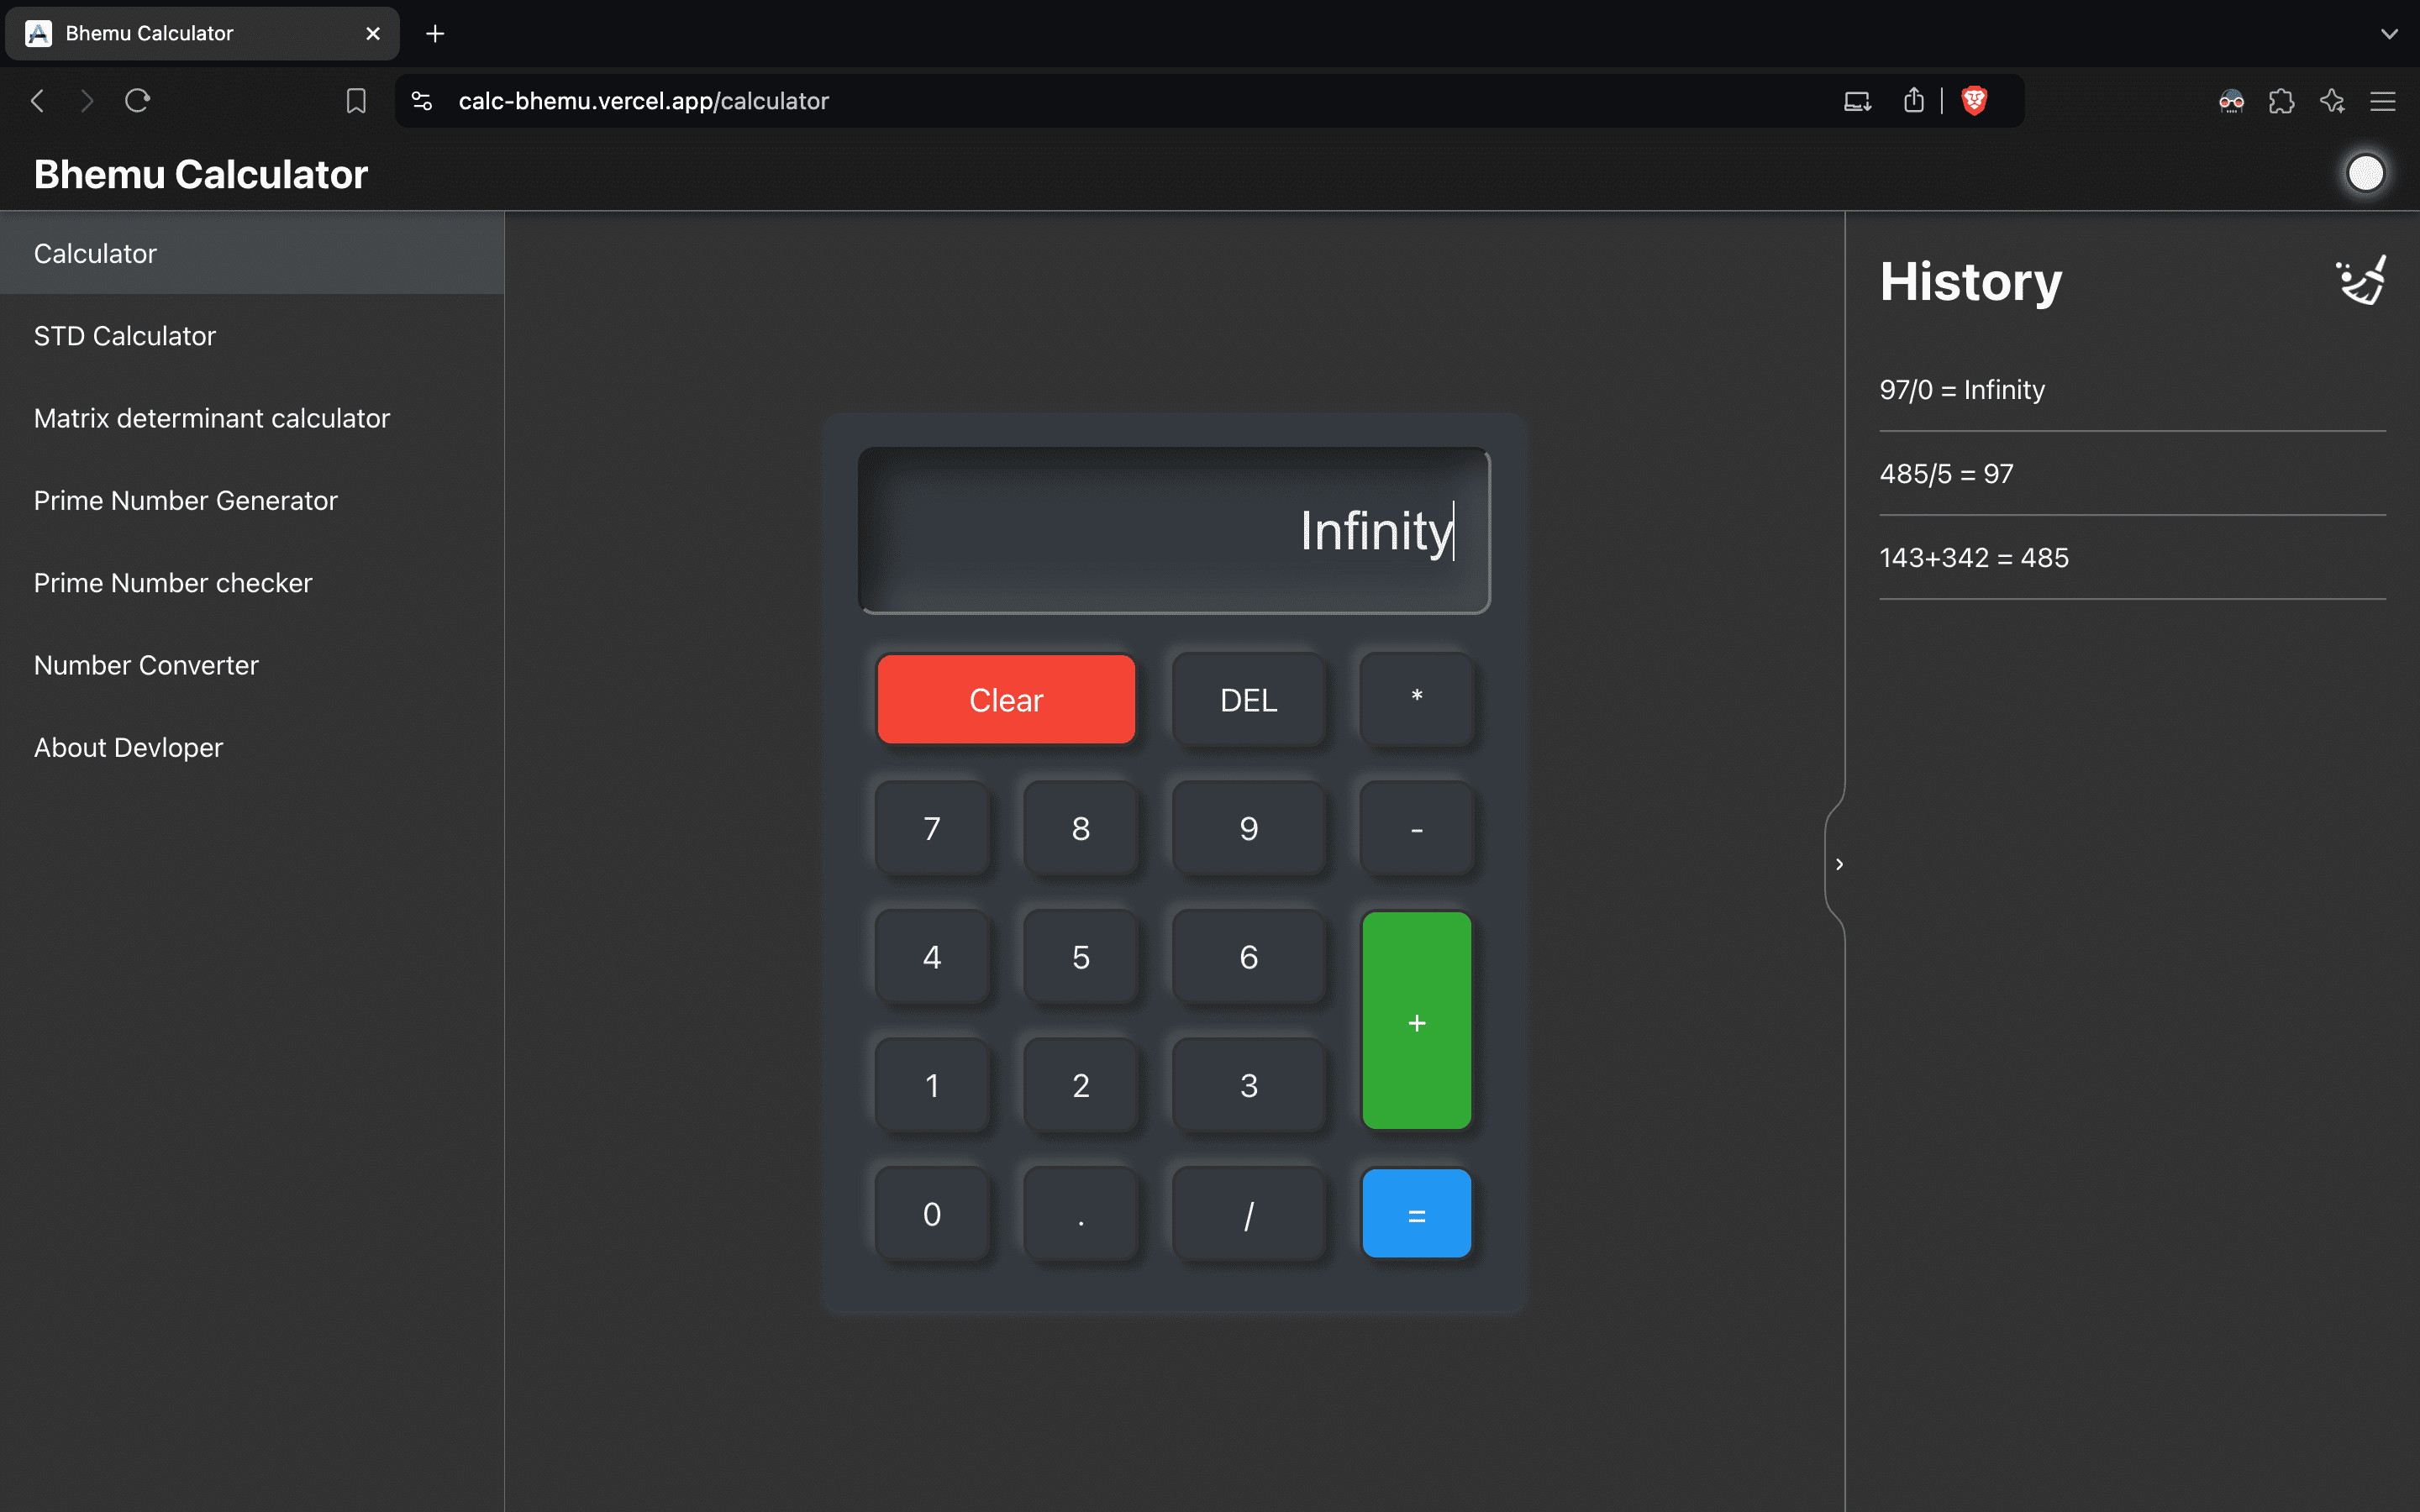 Bhemu Calculator
calc-bhemu.vercel.app/calculator
Bhemu Calculator
Calculator
STD Calculator
Matrix determinant calculator
Prime Number Generator
Prime Number checker
Number Converter
About Devloper
Infinity
Clear DEL *
7 8 9 -
4 5 6
+
1 2 3
0 . / =
History
97/0 = Infinity
485/5 = 97
143+342 = 485